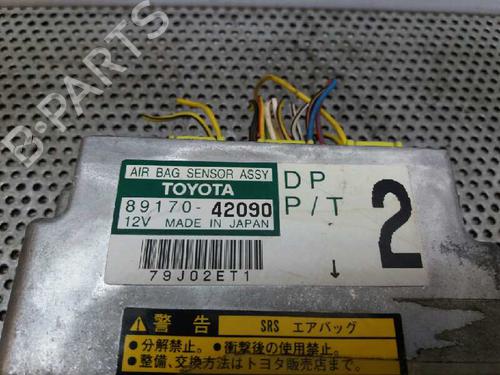 B-PARTS
AIR BAG SENSOR ASSY
TOYOTA
89170-42090
12V MADE IN JAPAN
79J02ET1
DP
P/T
2
↓
警告
SRS エアバッグ
●分解禁止。●衝撃後の使用禁止。
●整備、交換方法はトヨタ販売店まで。